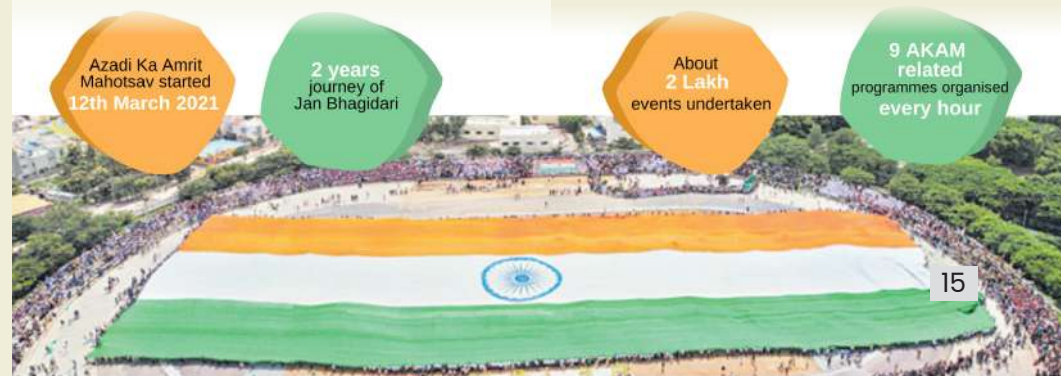 Azadi Ka Amrit
Mahotsav started
12th March 2021
2 years
journey of
Jan Bhagidari
About
2 Lakh
events undertaken
9 AKAM
related
programmes organised
every hour
15